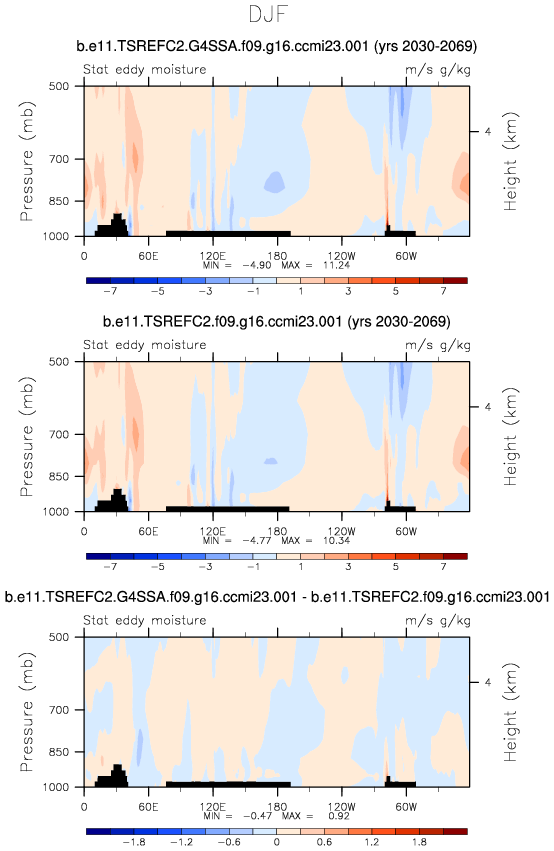 DJF
b.e11.TSREFC2.G4SSA.f09.g16.ccmi23.001 (yrs 2030-2069)
Stat eddy moisture m/s g/kg
500
700
850
1000
Pressure (mb)
4
Height (km)
0 60E 120E 180 120W 60W
MIN = -4.90 MAX = 11.24
-7 -5 -3 -1 1 3 5 7
b.e11.TSREFC2.f09.g16.ccmi23.001 (yrs 2030-2069)
Stat eddy moisture m/s g/kg
500
700
850
1000
Pressure (mb)
4
Height (km)
0 60E 120E 180 120W 60W
MIN = -4.77 MAX = 10.34
-7 -5 -3 -1 1 3 5 7
b.e11.TSREFC2.G4SSA.f09.g16.ccmi23.001 - b.e11.TSREFC2.f09.g16.ccmi23.001
Stat eddy moisture m/s g/kg
500
700
850
1000
Pressure (mb)
4
Height (km)
0 60E 120E 180 120W 60W
MIN = -0.47 MAX = 0.92
-1.8 -1.2 -0.6 0 0.6 1.2 1.8